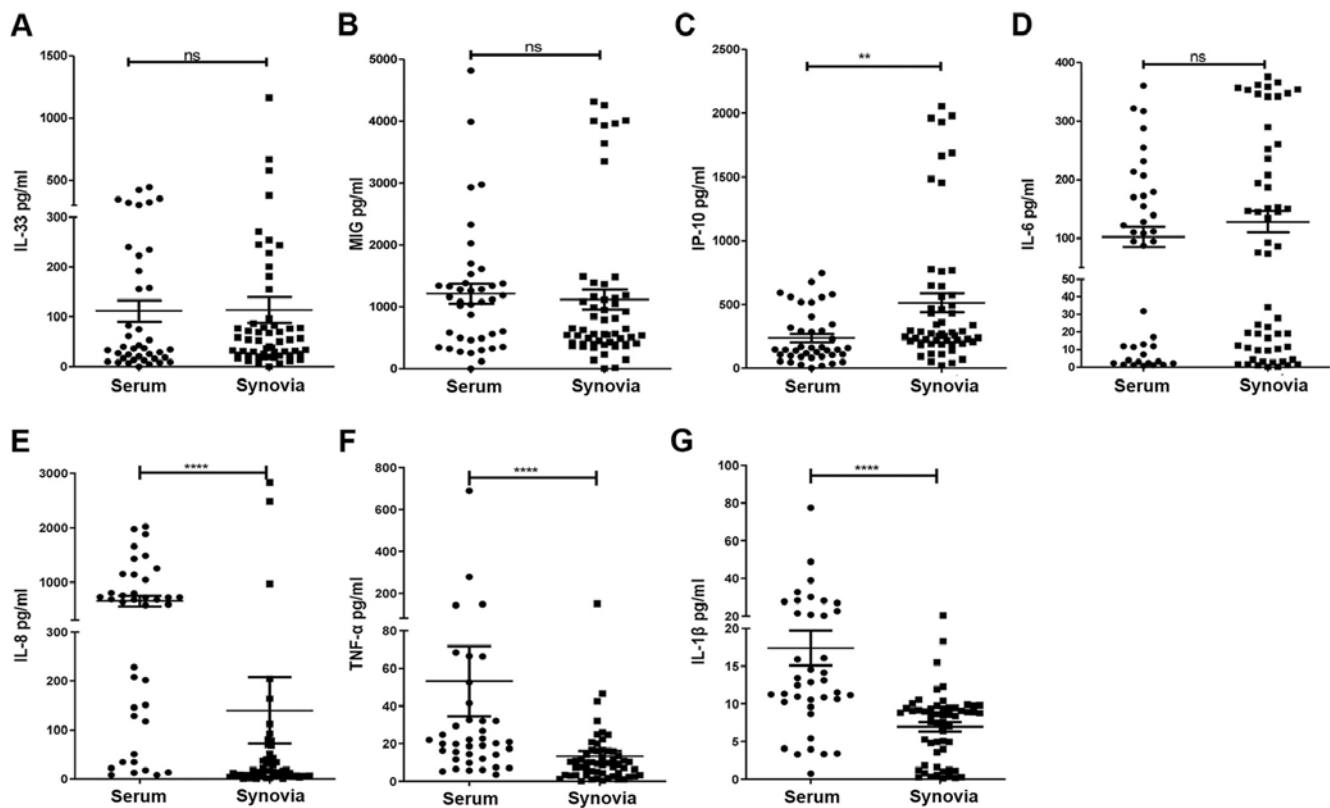 A
IL-33 pg/ml
1500
1000
500
300
200
100
0
ns
Serum Synovia
B
MIG pg/ml
5000
4000
3000
2000
1000
0
ns
Serum Synovia
C
IP-10 pg/ml
2500
2000
1500
1000
500
0
**
Serum Synovia
D
IL-6 pg/ml
400
300
200
100
50
40
30
20
10
0
ns
Serum Synovia
E
IL-8 pg/ml
3000
2000
1000
300
200
100
0
****
Serum Synovia
F
TNF-α pg/ml
800
600
400
200
80
60
40
20
0
****
Serum Synovia
G
IL-1β pg/ml
100
80
60
40
20
20
15
10
5
0
****
Serum Synovia